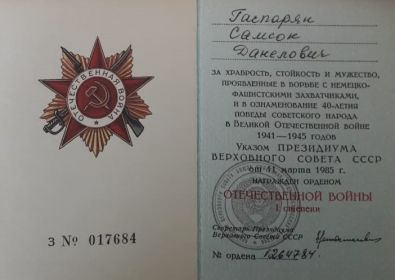 ОТЕЧЕСТВЕННАЯ ВОЙНА
З № 017684
Гаспарян
Самсон
Данелович
ЗА ХРАБРОСТЬ, СТОЙКОСТЬ И МУЖЕСТВО,
ПРОЯВЛЕННЫЕ В БОРЬБЕ С НЕМЕЦКО-
ФАШИСТСКИМИ ЗАХВАТЧИКАМИ,
И В ОЗНАМЕНОВАНИЕ 40-ЛЕТИЯ
ПОБЕДЫ СОВЕТСКОГО НАРОДА
В ВЕЛИКОЙ ОТЕЧЕСТВЕННОЙ ВОЙНЕ
1941—1945 ГОДОВ
УКАЗОМ ПРЕЗИДИУМА
ВЕРХОВНОГО СОВЕТА СССР
от 11 марта 1985 г.
НАГРАЖДЕН ОРДЕНОМ
ОТЕЧЕСТВЕННОЙ ВОЙНЫ
I степени
Секретарь Президиума
Верховного Совета СССР
№ ордена 1264784